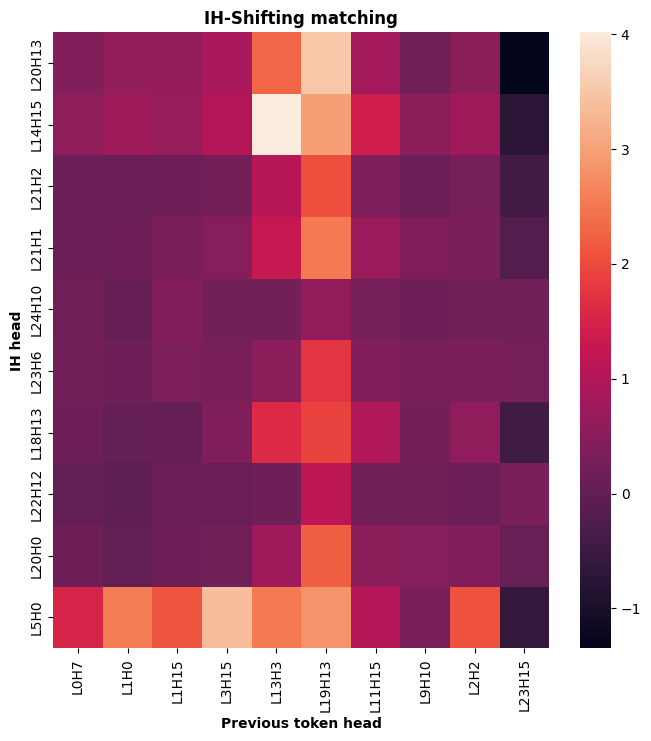 IH-Shifting matching
IH head
L20H13
L14H15
L21H2
L21H1
L24H10
L23H6
L18H13
L22H12
L20H0
L5H0
L0H7
L1H0
L1H15
L3H15
L13H3
L19H13
L11H15
L9H10
L2H2
L23H15
Previous token head
4
3
2
1
0
−1